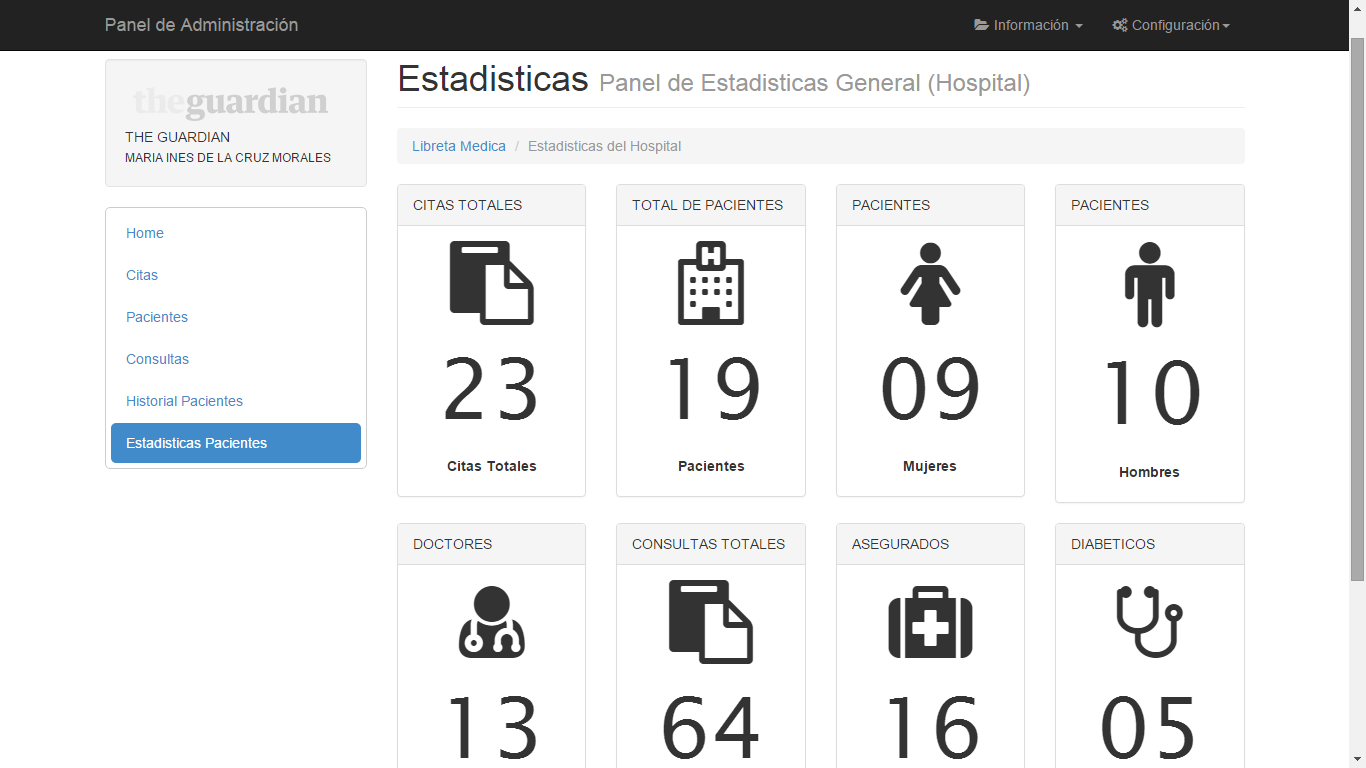 Panel de Administración
Información
Configuración
theguardian
THE GUARDIAN
MARIA INES DE LA CRUZ MORALES
Home
Citas
Pacientes
Consultas
Historial Pacientes
Estadisticas Pacientes
Estadisticas Panel de Estadisticas General (Hospital)
Libreta Medica / Estadisticas del Hospital
CITAS TOTALES
23
Citas Totales
TOTAL DE PACIENTES
H
19
Pacientes
PACIENTES
09
Mujeres
PACIENTES
10
Hombres
DOCTORES
13
CONSULTAS TOTALES
64
ASEGURADOS
16
DIABETICOS
05